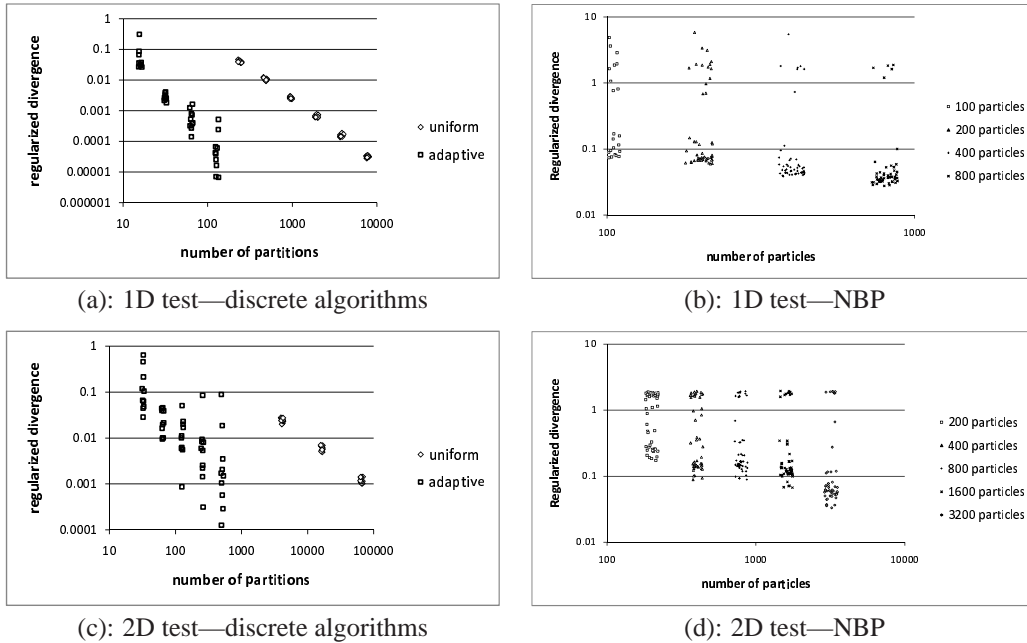 regularized divergence
1
0.1
0.01
0.001
0.0001
0.00001
0.000001
10
100
1000
10000
number of partitions
uniform
adaptive
(a): 1D test—discrete algorithms
Regularized divergence
10
1
0.1
0.01
100
1000
number of particles
100 particles
200 particles
400 particles
800 particles
(b): 1D test—NBP
regularized divergence
1
0.1
0.01
0.001
0.0001
10
100
1000
10000
100000
number of partitions
uniform
adaptive
(c): 2D test—discrete algorithms
Regularized divergence
10
1
0.1
0.01
100
1000
10000
number of particles
200 particles
400 particles
800 particles
1600 particles
3200 particles
(d): 2D test—NBP